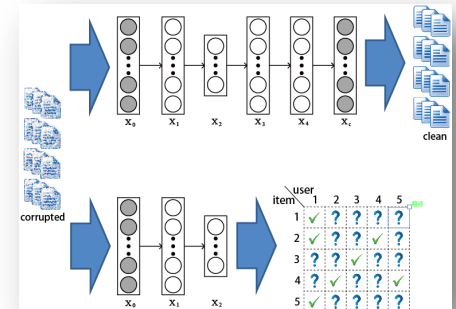 x₀ x₁ x₂ x₃ x₄ x_c
clean
corrupted
user
item 1 2 3 4 5
1 ✓ ? ? ? ?
2 ✓ ? ? ✓ ?
3 ? ? ✓ ? ?
4 ? ✓ ? ? ✓
5 ✓ ? ? ? ?
x₀ x₁ x₂